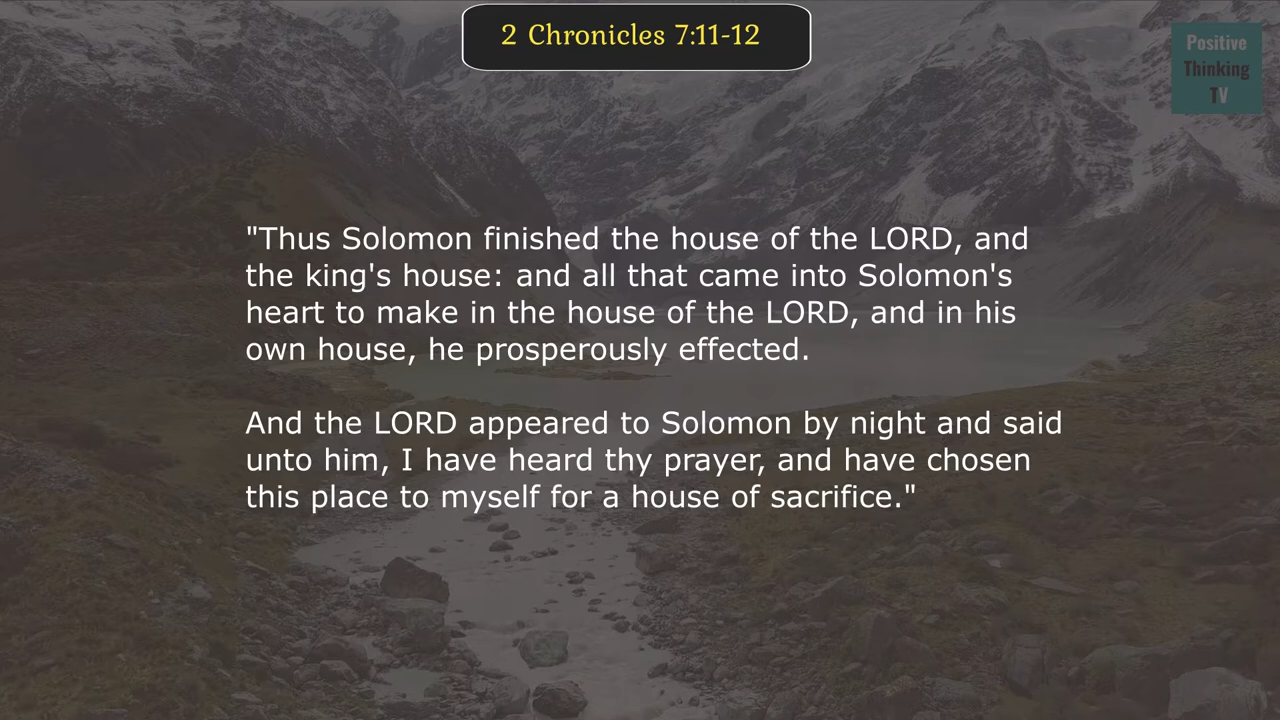 2 Chronicles 7:11-12
Positive
Thinking
TV
"Thus Solomon finished the house of the LORD, and
the king's house: and all that came into Solomon's
heart to make in the house of the LORD, and in his
own house, he prosperously effected.
And the LORD appeared to Solomon by night and said
unto him, I have heard thy prayer, and have chosen
this place to myself for a house of sacrifice."